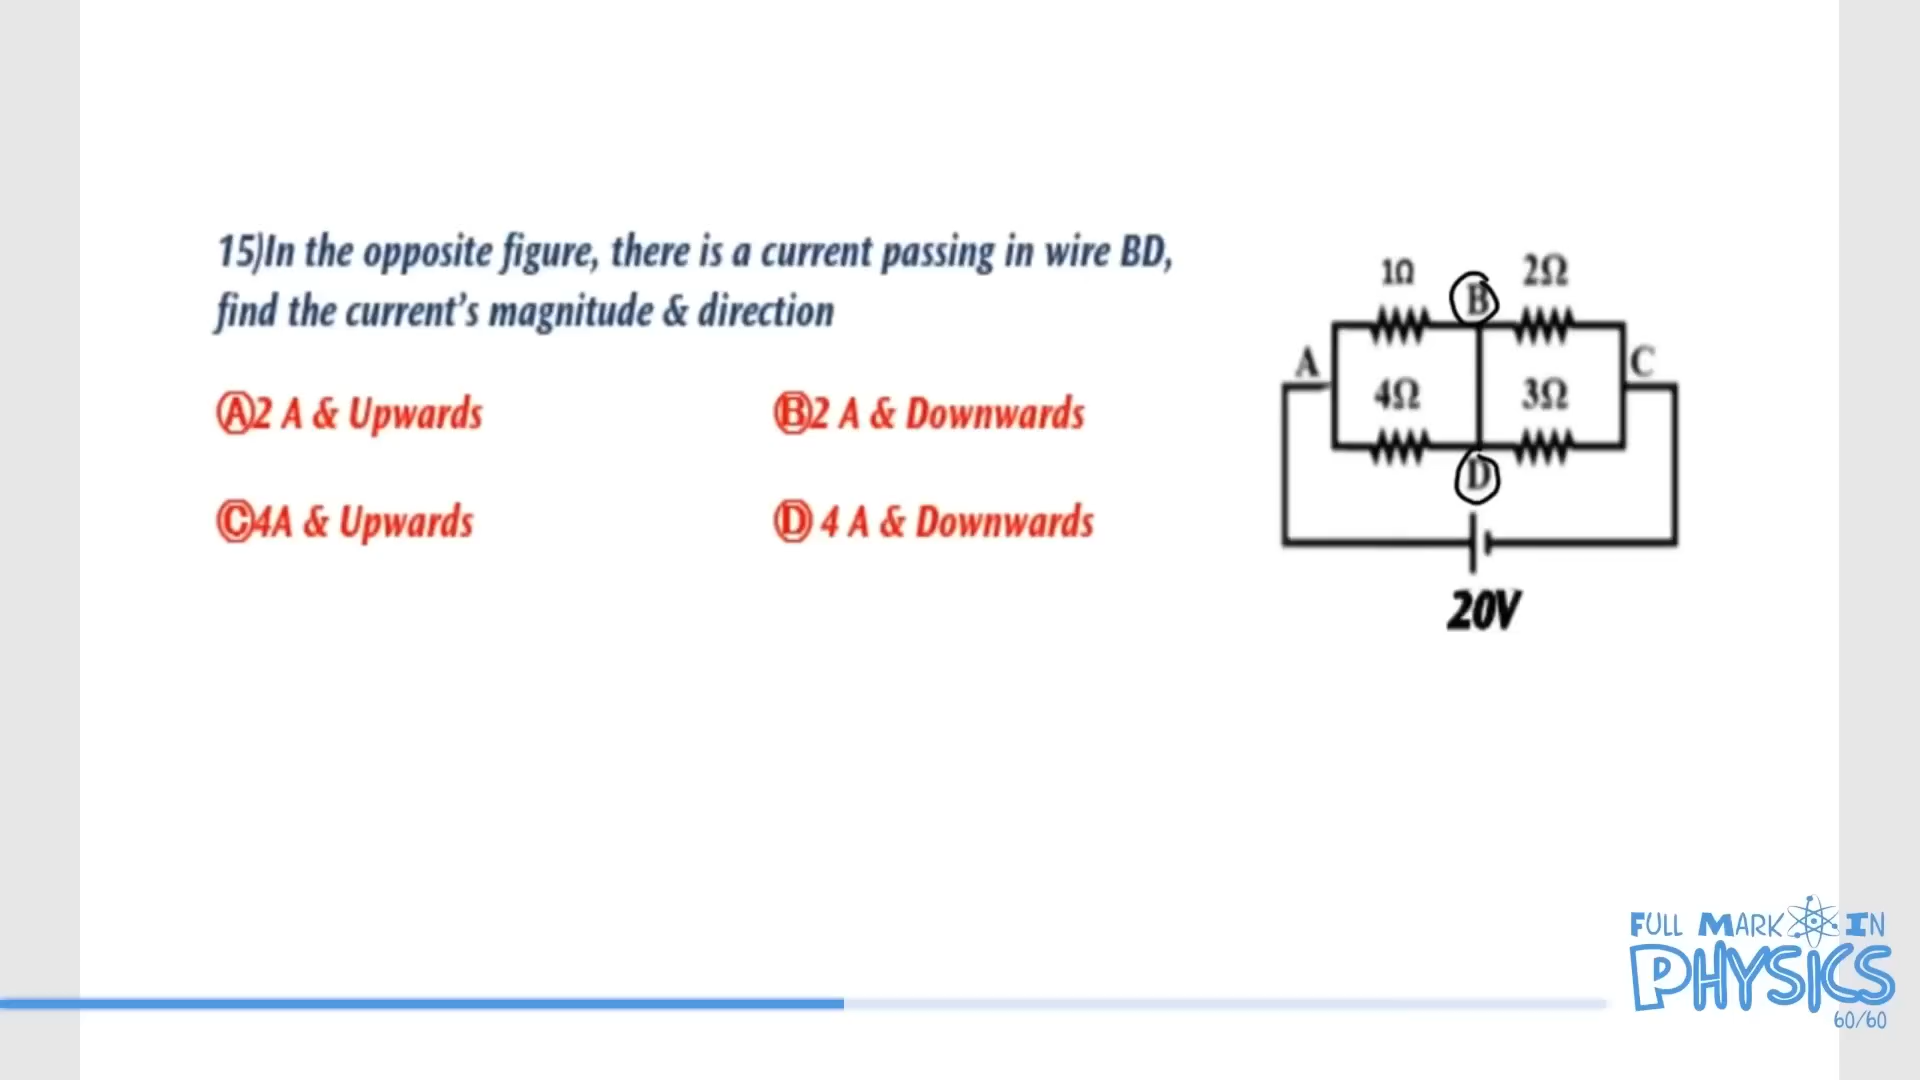 15)In the opposite figure, there is a current passing in wire BD,
find the current's magnitude & direction
Ⓐ2 A & Upwards
Ⓑ2 A & Downwards
Ⓒ4A & Upwards
Ⓓ 4 A & Downwards
1Ω
B
2Ω
A
C
4Ω
3Ω
D
20V
FULL MARK IN
PHYSICS
60/60